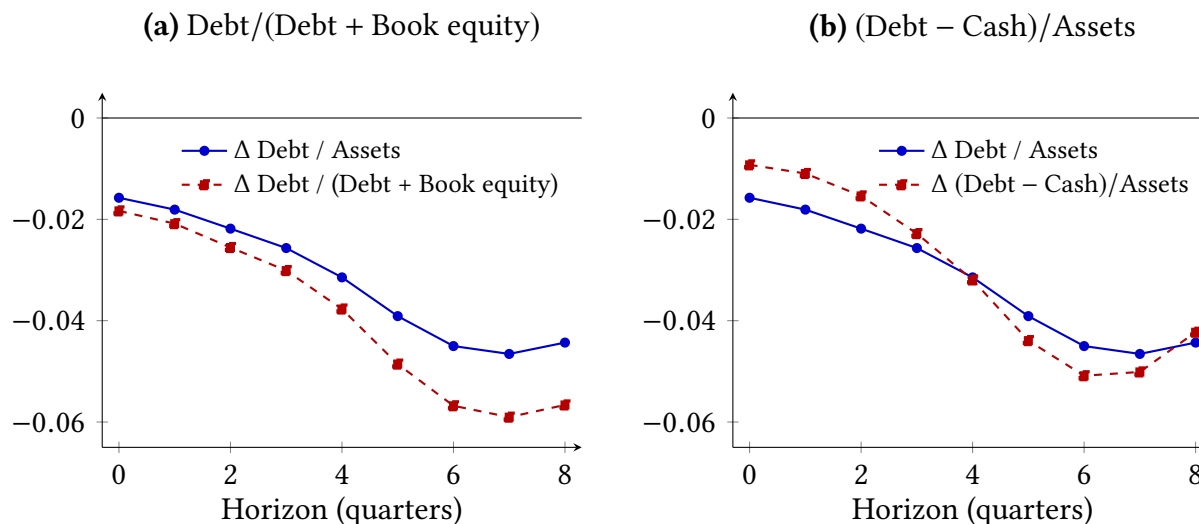 (a) Debt/(Debt + Book equity)
0
−0.02
−0.04
−0.06
Δ Debt / Assets
Δ Debt / (Debt + Book equity)
0 2 4 6 8
Horizon (quarters)
(b) (Debt − Cash)/Assets
0
−0.02
−0.04
−0.06
Δ Debt / Assets
Δ (Debt − Cash)/Assets
0 2 4 6 8
Horizon (quarters)